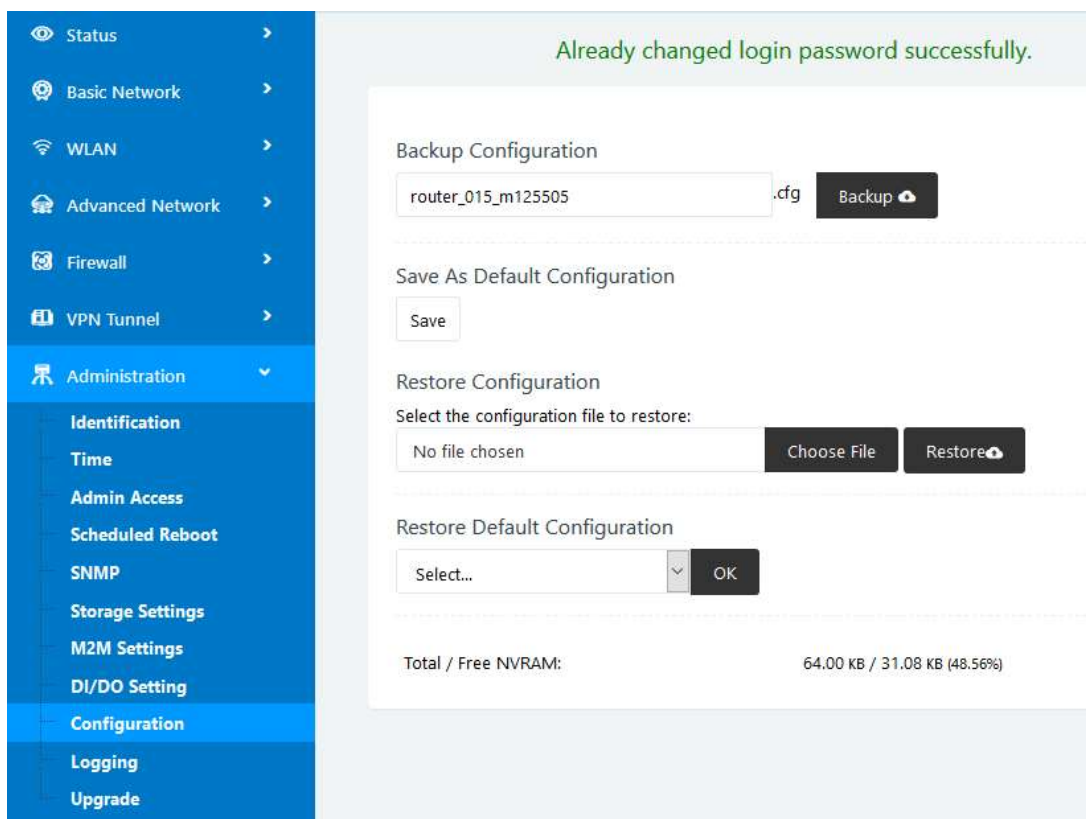 Status
Basic Network
WLAN
Advanced Network
Firewall
VPN Tunnel
Administration
Identification
Time
Admin Access
Scheduled Reboot
SNMP
Storage Settings
M2M Settings
DI/DO Setting
Configuration
Logging
Upgrade
Already changed login password successfully.
Backup Configuration
router_015_m125505 .cfg Backup
Save As Default Configuration
Save
Restore Configuration
Select the configuration file to restore:
No file chosen Choose File Restore
Restore Default Configuration
Select... OK
Total / Free NVRAM: 64.00 KB / 31.08 KB (48.56%)